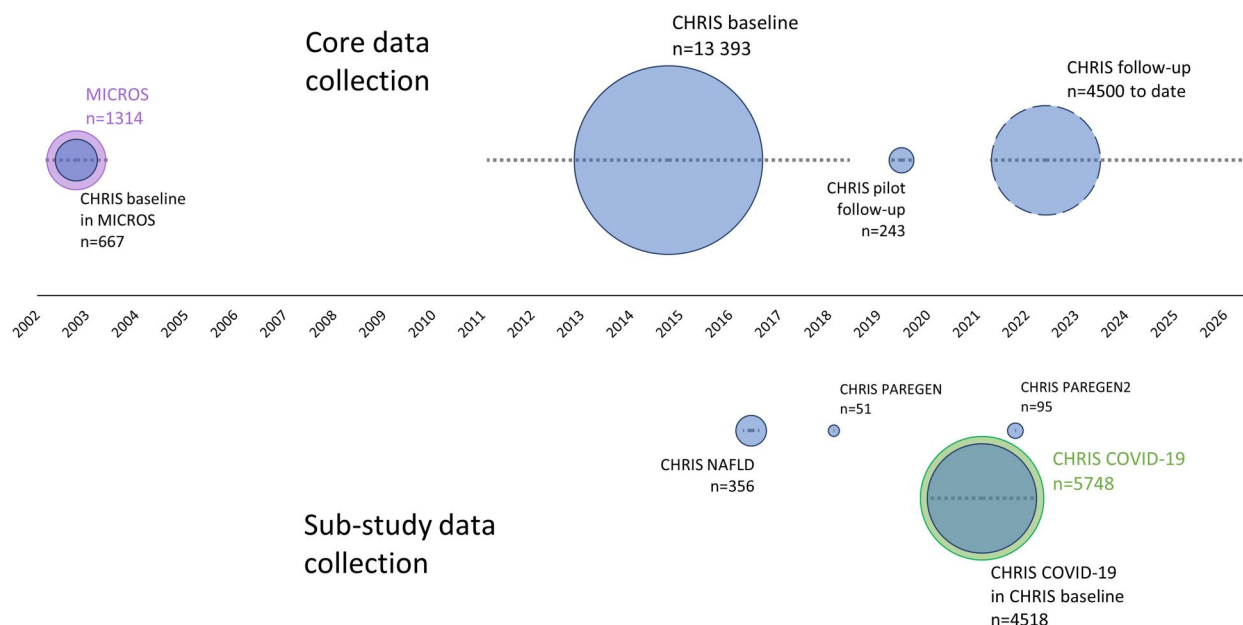 Core data
collection
MICROS
n=1314
CHRIS baseline
in MICROS
n=667
CHRIS baseline
n=13 393
CHRIS pilot
follow-up
n=243
CHRIS follow-up
n=4500 to date
2002
2003
2004
2005
2006
2007
2008
2009
2010
2011
2012
2013
2014
2015
2016
2017
2018
2019
2020
2021
2022
2023
2024
2025
2026
CHRIS NAFLD
n=356
CHRIS PAREGEN
n=51
CHRIS PAREGEN2
n=95
CHRIS COVID-19
n=5748
CHRIS COVID-19
in CHRIS baseline
n=4518
Sub-study data
collection